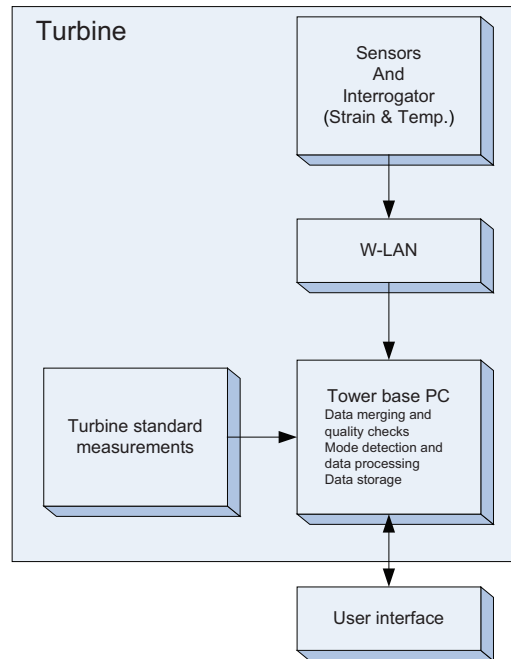 Turbine
Sensors
And
Interrogator
(Strain & Temp.)
W-LAN
Turbine standard
measurements
Tower base PC
Data merging and
quality checks
Mode detection and
data processing
Data storage
User interface